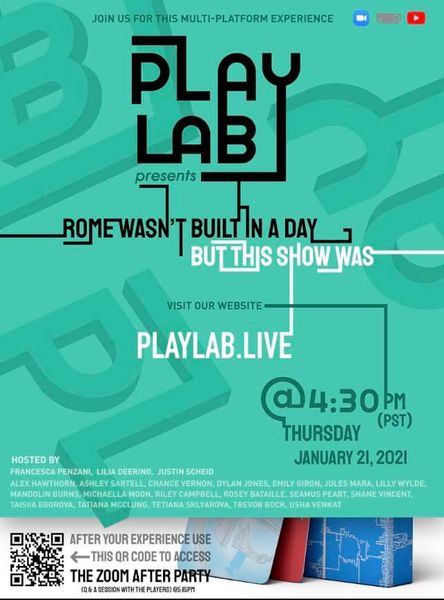 JOIN US FOR THIS MULTI-PLATFORM EXPERIENCE
PLAY
LAB
presents
ROME WASN'T BUILT IN A DAY
BUT THIS SHOW WAS
VISIT OUR WEBSITE
PLAYLAB.LIVE
@4:30PM
(PST)
THURSDAY
JANUARY 21, 2021
HOSTED BY
FRANCESCA PENZANI, LILIA DEERING, JUSTIN SCHEID
ALEX HAWTHORN, ASHLEY SARTELL, CHANCE VERNON, DYLAN JONES, EMILY GIRON, JULES MARA, LILLY WYLDE,
MANDOLIN BURNS, MICHAELLA MOON, RILEY CAMPBELL, ROSEY BATAILLE, SEAMUS PEART, SHANE VINCENT,
TAISIIA EGOROVA, TATIANA MCCLUNG, TETIANA SKLYAROVA, TREVOR BOCK, USHA VENKAT
AFTER YOUR EXPERIENCE USE
THIS QR CODE TO ACCESS
THE ZOOM AFTER PARTY
(Q & A SESSION WITH THE PLAYERS) @5:15PM